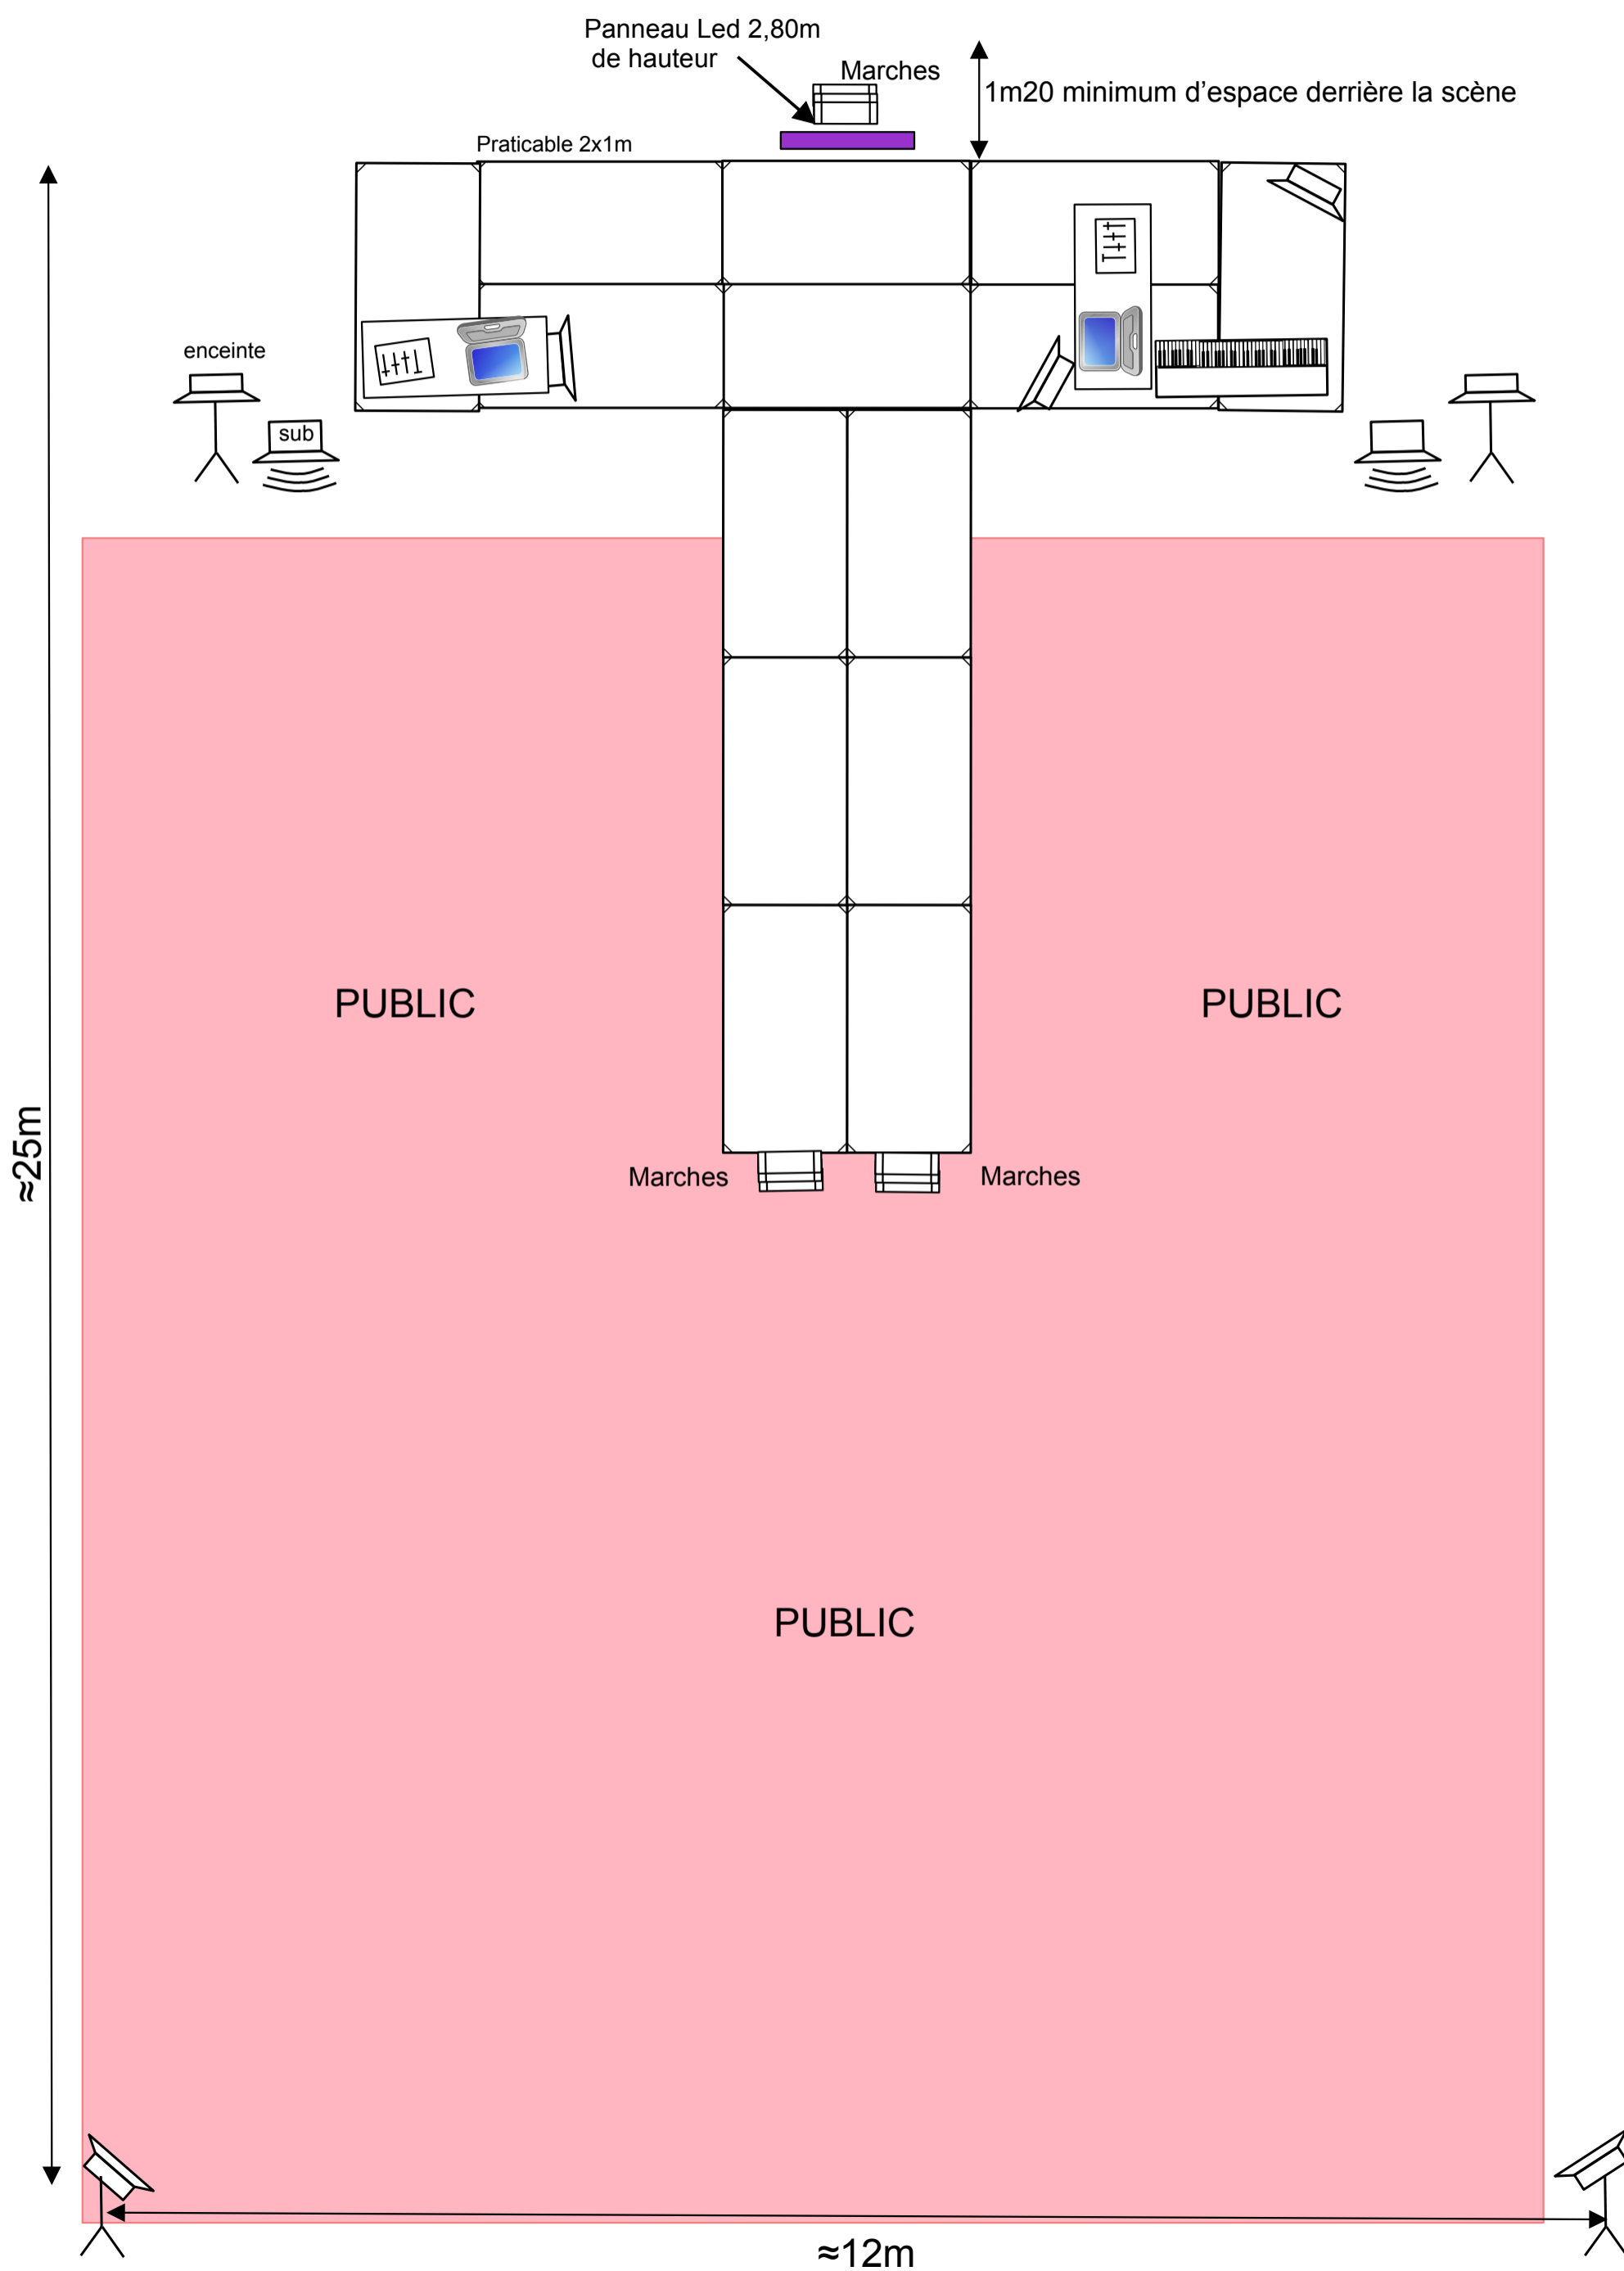 Panneau Led 2,80m
de hauteur
Marches
1m20 minimum d’espace derrière la scène
Praticable 2x1m
enceinte
sub
PUBLIC
PUBLIC
≈25m
Marches
Marches
PUBLIC
≈12m